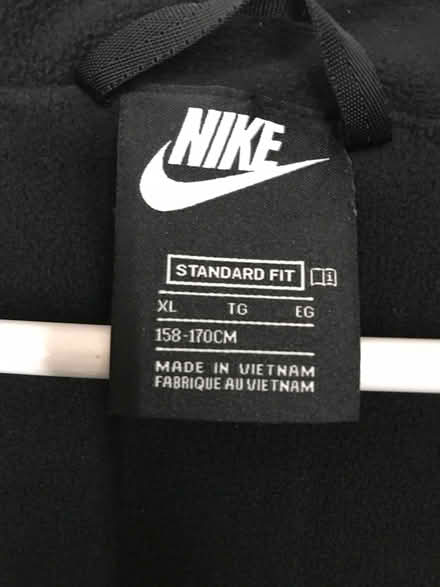 NIKE
STANDARD FIT
XL TG EG
158-170CM
MADE IN VIETNAM
FABRIQUE AU VIETNAM